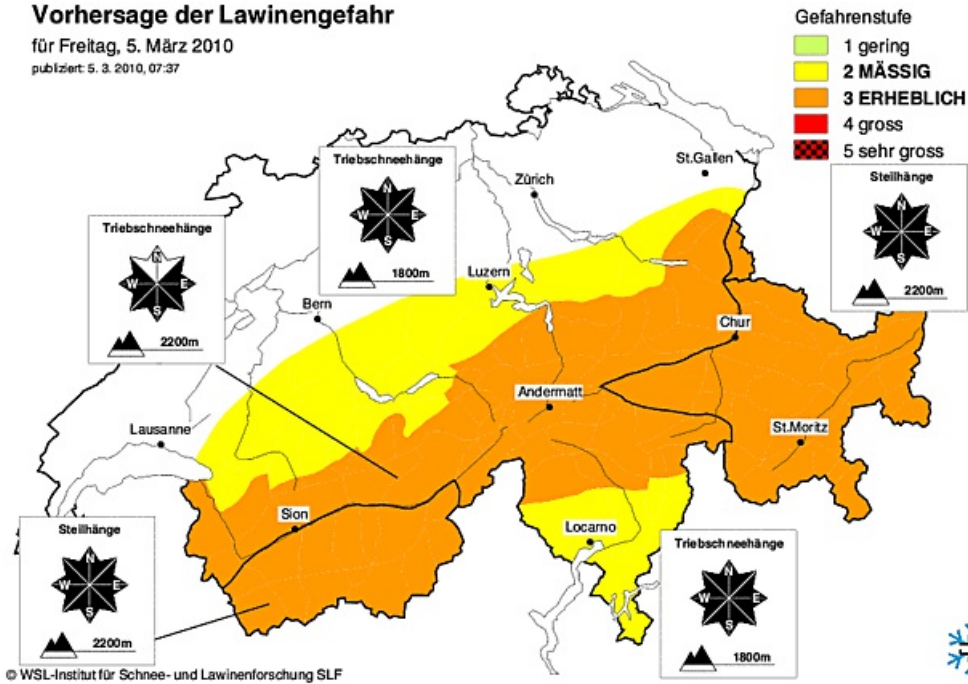 Vorhersage der Lawinengefahr
für Freitag, 5. März 2010
publiziert: 5. 3. 2010, 07:37
Gefahrenstufe
1 gering
2 MÄSSIG
3 ERHEBLICH
4 gross
5 sehr gross
Triebschneehänge
N
W E
S
1800m
St.Gallen
Zürich
Steilhänge
N
W E
S
2200m
Triebschneehänge
N
W E
S
2200m
Luzern
Bern
Chur
Andermatt
Lausanne
St.Moritz
Sion
Locarno
Steilhänge
N
W E
S
2200m
Triebschneehänge
N
W E
S
1800m
© WSL-Institut für Schnee- und Lawinenforschung SLF